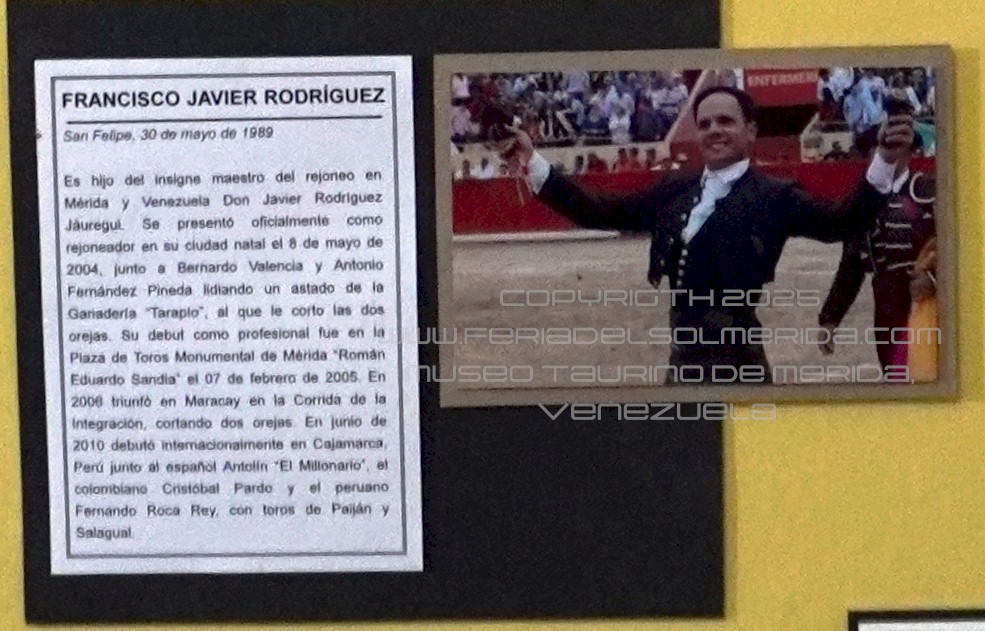 FRANCISCO JAVIER RODRÍGUEZ
San Felipe, 30 de mayo de 1989
Es hijo del insigne maestro del rejoneo en
Mérida y Venezuela Don Javier Rodríguez
Jáuregui. Se presentó oficialmente como
rejoneador en su ciudad natal el 8 de mayo de
2004, junto a Bernardo Valencia y Antonio
Fernández Pineda lidiando un astado de la
Ganadería "Tarapio", al que le corto las dos
orejas. Su debut como profesional fue en la
Plaza de Toros Monumental de Mérida "Román
Eduardo Sandia" el 07 de febrero de 2005. En
2006 triunfó en Maracay en la Corrida de la
Integración, cortando dos orejas. En junio de
2010 debutó internacionalmente en Cajamarca,
Perú junto al español Antolín "El Millonario", el
colombiano Cristóbal Pardo y el peruano
Fernando Roca Rey, con toros de Paiján y
Salagual.
ENFERMERI
COPYRIGTH 2025
WWW.FERIADELSOLMERIDA.COM
MUSEO TAURINO DE MERIDA,
VENEZUELA